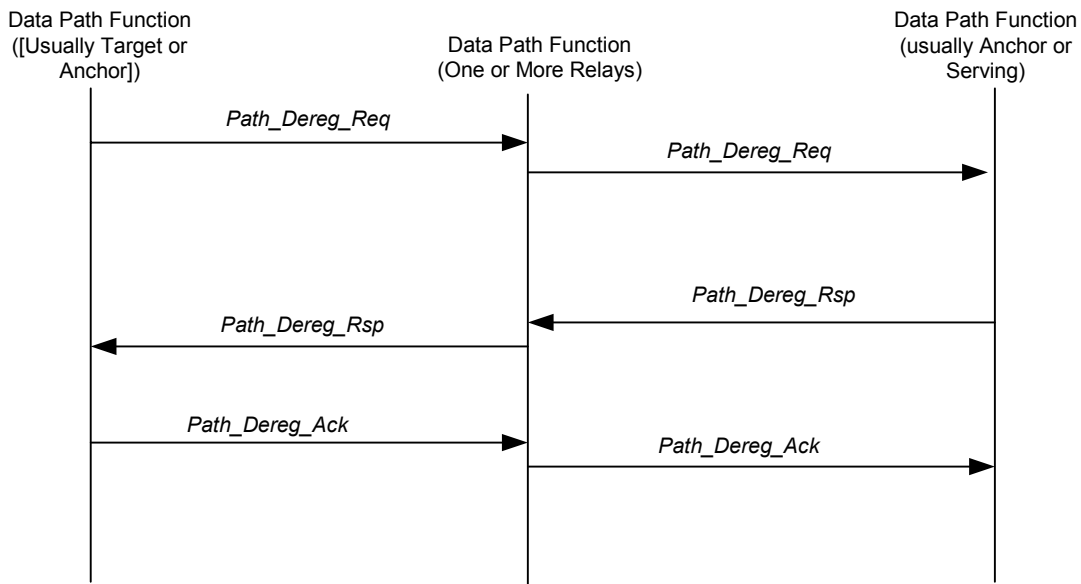 Data Path Function
([Usually Target or
Anchor])
Data Path Function
(One or More Relays)
Data Path Function
(usually Anchor or
Serving)
Path_Dereg_Req
Path_Dereg_Req
Path_Dereg_Rsp
Path_Dereg_Rsp
Path_Dereg_Ack
Path_Dereg_Ack